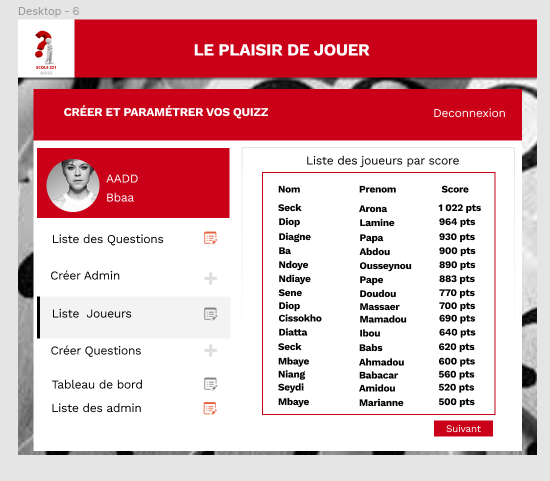 Desktop - 6
LE PLAISIR DE JOUER
?
ECOLE 221
CRÉER ET PARAMÉTRER VOS QUIZZ
Deconnexion
AADD
Bbaa
Liste des Questions
Créer Admin
Liste Joueurs
Créer Questions
Tableau de bord
Liste des admin
Liste des joueurs par score
Nom Prenom Score
Seck Arona 1 022 pts
Diop Lamine 964 pts
Diagne Papa 930 pts
Ba Abdou 900 pts
Ndoye Ousseynou 890 pts
Ndiaye Pape 883 pts
Sene Doudou 770 pts
Diop Massaer 700 pts
Cissokho Mamadou 690 pts
Diatta Ibou 640 pts
Seck Babs 620 pts
Mbaye Ahmadou 600 pts
Niang Babacar 560 pts
Seydi Amidou 520 pts
Mbaye Marianne 500 pts
Suivant